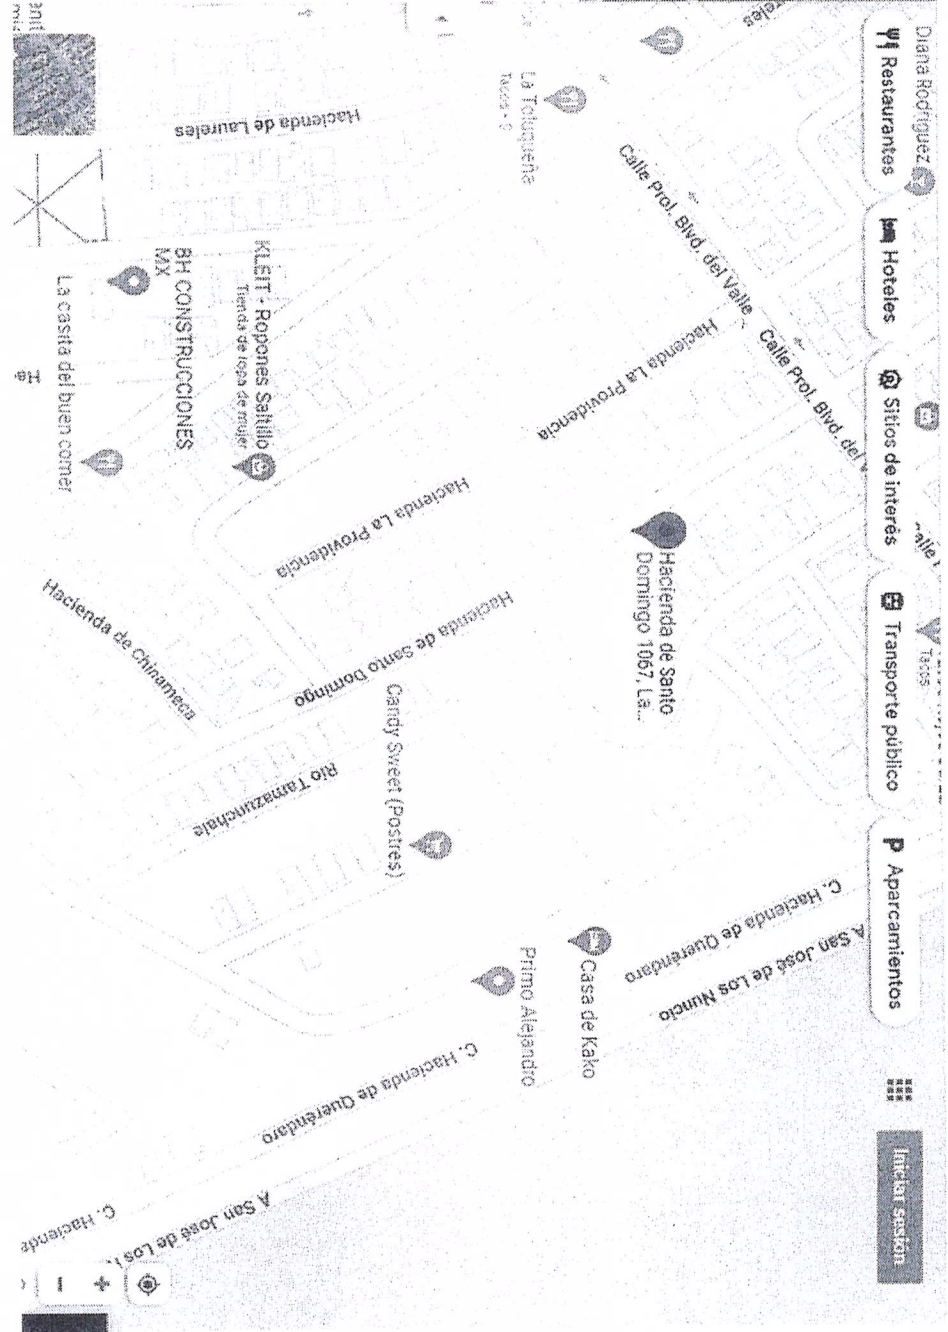 Restaurantes
Hoteles
Sitios de interés
Transporte público
Aparcamientos
Iniciar sesión
Diana Rodríguez
Tacos
Calle Prol. Blvd. del Valle
Calle Prol. Blvd. del
Hacienda de Santo
Domingo 1067, La...
C. Hacienda de Queréndaro
A San José de Los Nuncio
Hacienda La Providencia
La Toluqueña
Tacos • $
Casa de Kako
Primo Alejandro
Hacienda La Providencia
Hacienda de Santo Domingo
Candy Sweet (Postres)
Hacienda de Laureles
KLEIT - Ropones Saltillo
Tienda de ropa de mujer
BH CONSTRUCCIONES
MX
Río Tamazunchale
C. Hacienda de Queréndaro
Hacienda de Chinameca
La casita del buen comer
A San José de Los
C. Hacienda